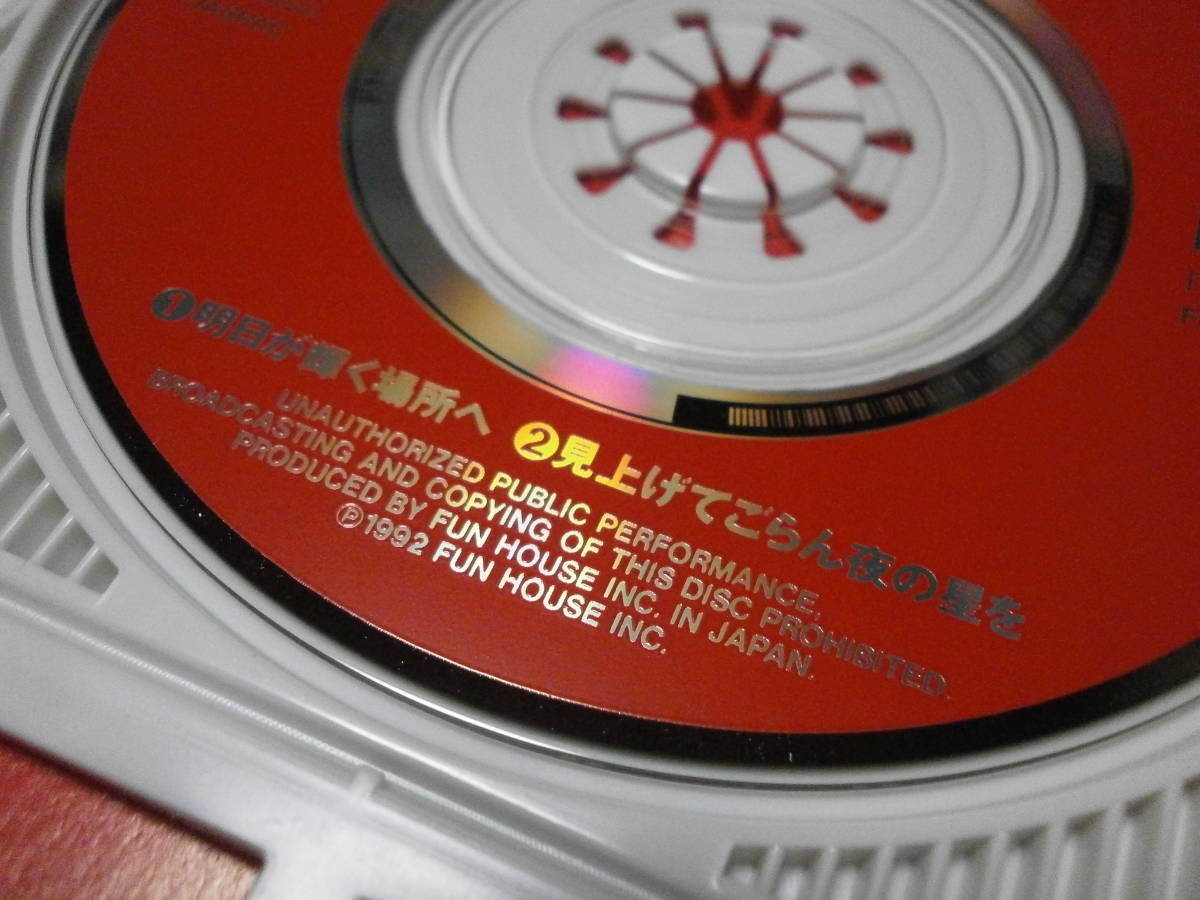 ❶明日が輝く場所へ ❷見上げてごらん夜の星を
UNAUTHORIZED PUBLIC PERFORMANCE,
BROADCASTING AND COPYING OF THIS DISC PROHIBITED.
PRODUCED BY FUN HOUSE INC. IN JAPAN.
Ⓟ1992 FUN HOUSE INC.